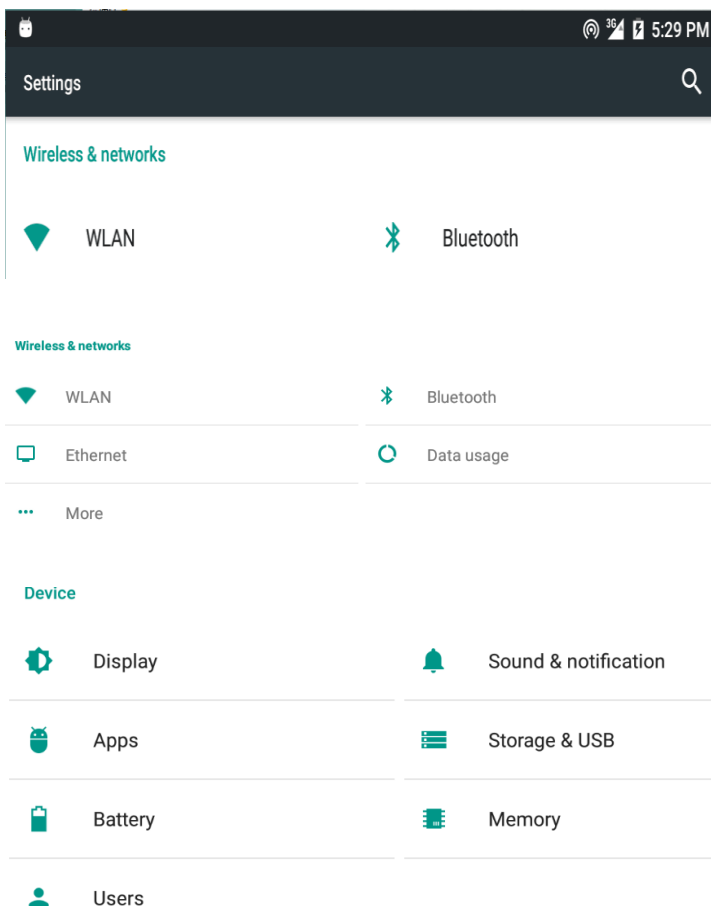 3G 5:29 PM
Settings
Wireless & networks
WLAN Bluetooth
Wireless & networks
WLAN Bluetooth
Ethernet Data usage
More
Device
Display Sound & notification
Apps Storage & USB
Battery Memory
Users